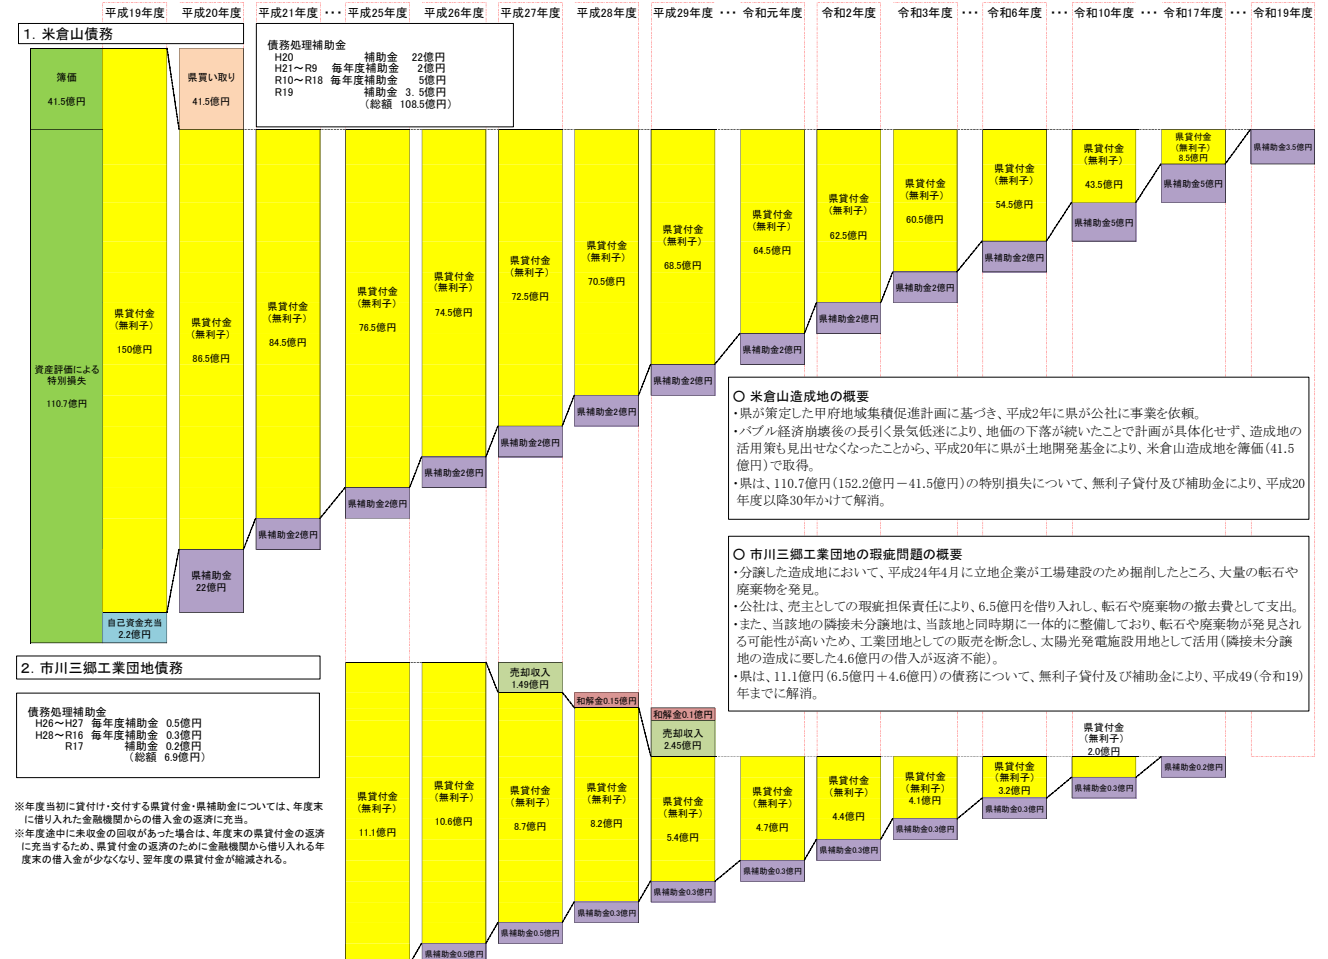 平成19年度 平成20年度 平成21年度 ・・・ 平成25年度 平成26年度 平成27年度 平成28年度 平成29年度 ・・・ 令和元年度 令和2年度 令和3年度 ・・・ 令和6年度 ・・・ 令和10年度 ・・・ 令和17年度 ・・・ 令和19年度
1. 米倉山債務
債務処理補助金
H20 補助金 22億円
H21～R9 毎年度補助金 2億円
R10～R18 毎年度補助金 5億円
R19 補助金 3.5億円
(総額 108.5億円)
簿価
41.5億円
資産評価による
特別損失
110.7億円
県貸付金
(無利子)
150億円
自己資金充当
2.2億円
県買い取り
41.5億円
県貸付金
(無利子)
86.5億円
県補助金
22億円
県貸付金
(無利子)
84.5億円
県補助金2億円
県貸付金
(無利子)
76.5億円
県補助金2億円
県貸付金
(無利子)
74.5億円
県補助金2億円
県貸付金
(無利子)
72.5億円
県補助金2億円
県貸付金
(無利子)
70.5億円
県補助金2億円
県貸付金
(無利子)
68.5億円
県補助金2億円
県貸付金
(無利子)
64.5億円
県補助金2億円
県貸付金
(無利子)
62.5億円
県補助金2億円
県貸付金
(無利子)
60.5億円
県補助金2億円
県貸付金
(無利子)
54.5億円
県補助金2億円
県貸付金
(無利子)
43.5億円
県補助金5億円
県貸付金
(無利子)
8.5億円
県補助金5億円
県補助金3.5億円
〇 米倉山造成地の概要
・県が策定した甲府地域集積促進計画に基づき、平成2年に県が公社に事業を依頼。
・バブル経済崩壊後の長引く景気低迷により、地価の下落が続いたことで計画が具体化せず、造成地の
活用策も見出せなくなったことから、平成20年に県が土地開発基金により、米倉山造成地を簿価(41.5
億円)で取得。
・県は、110.7億円(152.2億円－41.5億円)の特別損失について、無利子貸付及び補助金により、平成20
年度以降30年かけて解消。
〇 市川三郷工業団地の瑕疵問題の概要
・分譲した造成地において、平成24年4月に立地企業が工場建設のため掘削したところ、大量の転石や
廃棄物を発見。
・公社は、売主としての瑕疵担保責任により、6.5億円を借り入れし、転石や廃棄物の撤去費として支出。
・また、当該地の隣接未分譲地は、当該地と同時期に一体的に整備しており、転石や廃棄物が発見され
る可能性が高いため、工業団地としての販売を断念し、太陽光発電施設用地として活用(隣接未分譲
地の造成に要した4.6億円の借入が返済不能)。
・県は、11.1億円(6.5億円＋4.6億円)の債務について、無利子貸付及び補助金により、平成49(令和19)
年までに解消。
2. 市川三郷工業団地債務
債務処理補助金
H26～H27 毎年度補助金 0.5億円
H28～R16 毎年度補助金 0.3億円
R17 補助金 0.2億円
(総額 6.9億円)
※年度当初に貸付け・交付する県貸付金・県補助金については、年度末
に借り入れた金融機関からの借入金の返済に充当。
※年度途中に未収金の回収があった場合は、年度末の県貸付金の返済
に充当するため、県貸付金の返済のために金融機関から借り入れる年
度末の借入金が少なくなり、翌年度の県貸付金が縮減される。
県貸付金
(無利子)
11.1億円
県貸付金
(無利子)
10.6億円
県補助金0.5億円
売却収入
1.49億円
県貸付金
(無利子)
8.7億円
県補助金0.5億円
和解金0.15億円
県貸付金
(無利子)
8.2億円
県補助金0.3億円
和解金0.1億円
売却収入
2.45億円
県貸付金
(無利子)
5.4億円
県補助金0.3億円
県貸付金
(無利子)
4.7億円
県補助金0.3億円
県貸付金
(無利子)
4.4億円
県補助金0.3億円
県貸付金
(無利子)
4.1億円
県補助金0.3億円
県貸付金
(無利子)
3.2億円
県補助金0.3億円
県貸付金
(無利子)
2.0億円
県補助金0.3億円
県補助金0.2億円